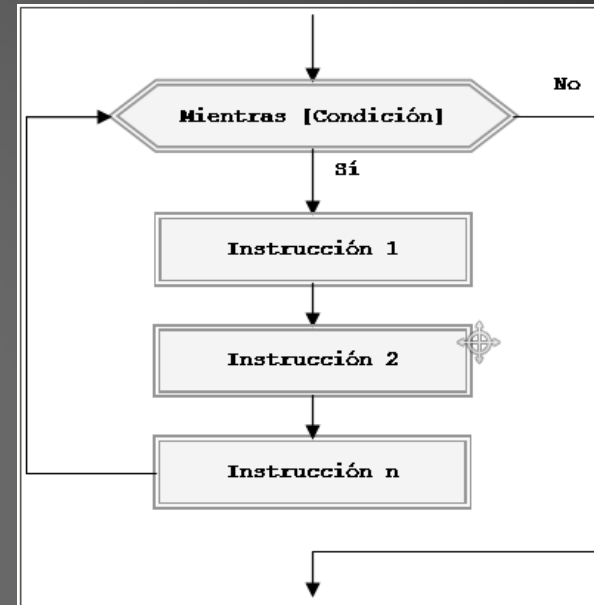 Mientras [Condición]
No
Sí
Instrucción 1
Instrucción 2
Instrucción n